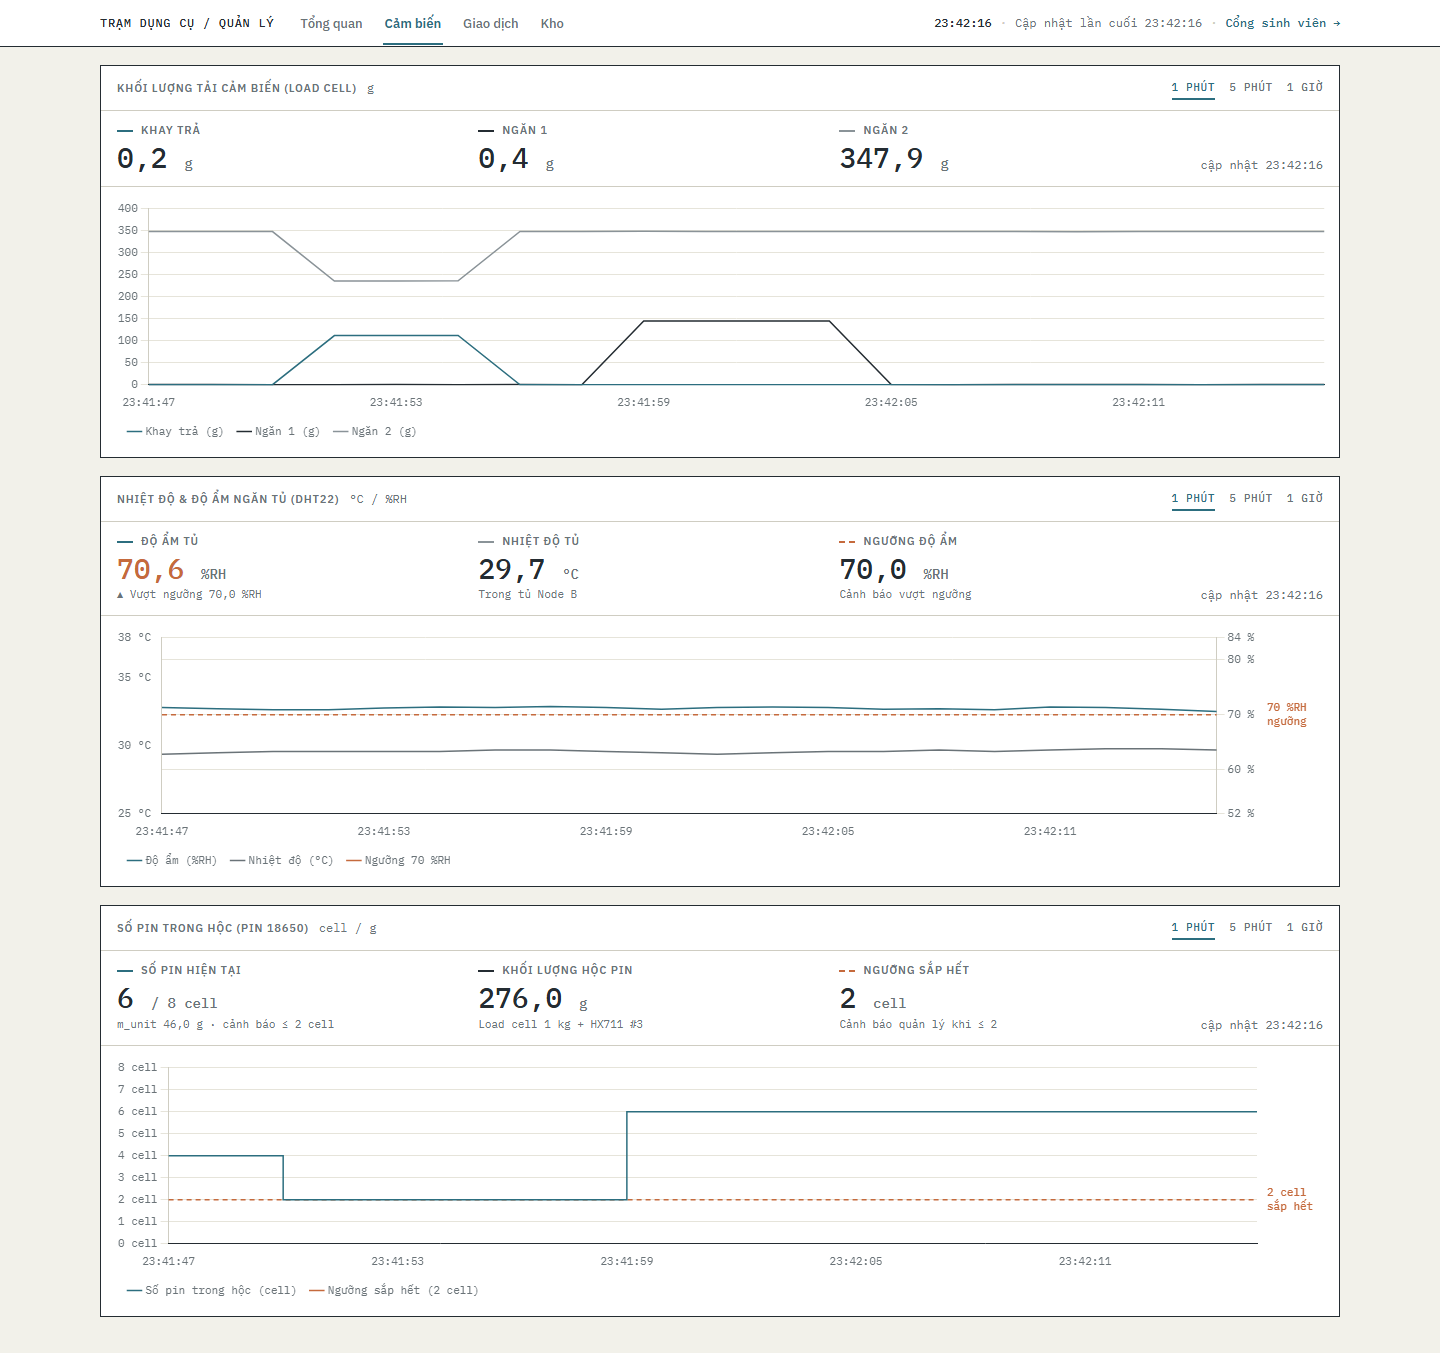 TRẠM DỤNG CỤ / QUẢN LÝ Tổng quan Cảm biến Giao dịch Kho 23:42:16 · Cập nhật lần cuối 23:42:16 · Cổng sinh viên →
KHỐI LƯỢNG TẢI CẢM BIẾN (LOAD CELL) g 1 PHÚT 5 PHÚT 1 GIỜ
KHAY TRẢ NGĂN 1 NGĂN 2
0,2 g 0,4 g 347,9 g cập nhật 23:42:16
400
350
300
250
200
150
100
50
0
23:41:47 23:41:53 23:41:59 23:42:05 23:42:11
Khay trả (g) Ngăn 1 (g) Ngăn 2 (g)
NHIỆT ĐỘ & ĐỘ ẨM NGĂN TỦ (DHT22) °C / %RH 1 PHÚT 5 PHÚT 1 GIỜ
ĐỘ ẨM TỦ NHIỆT ĐỘ TỦ NGƯỠNG ĐỘ ẨM
70,6 %RH 29,7 °C 70,0 %RH
▲ Vượt ngưỡng 70,0 %RH Trong tủ Node B Cảnh báo vượt ngưỡng cập nhật 23:42:16
38 °C 84 %
80 %
35 °C
70 %RH
70 % ngưỡng
30 °C
60 %
25 °C 52 %
23:41:47 23:41:53 23:41:59 23:42:05 23:42:11
Độ ẩm (%RH) Nhiệt độ (°C) Ngưỡng 70 %RH
SỐ PIN TRONG HỘC (PIN 18650) cell / g 1 PHÚT 5 PHÚT 1 GIỜ
SỐ PIN HIỆN TẠI KHỐI LƯỢNG HỘC PIN NGƯỠNG SẮP HẾT
6 / 8 cell 276,0 g 2 cell
m_unit 46,0 g · cảnh báo ≤ 2 cell Load cell 1 kg + HX711 #3 Cảnh báo quản lý khi ≤ 2 cập nhật 23:42:16
8 cell
7 cell
6 cell
5 cell
4 cell
3 cell
2 cell 2 cell
sắp hết
1 cell
0 cell
23:41:47 23:41:53 23:41:59 23:42:05 23:42:11
Số pin trong hộc (cell) Ngưỡng sắp hết (2 cell)